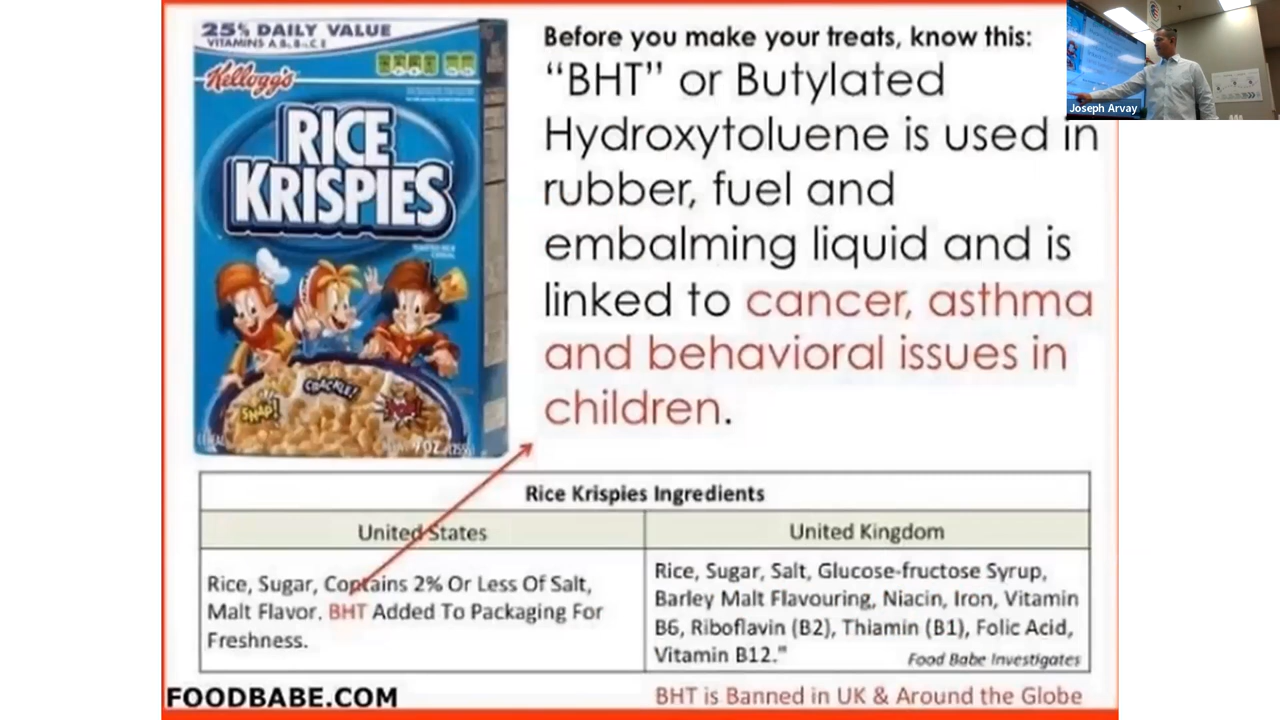 25% DAILY VALUE
VITAMINS A, B₆, B₁₂, C, E
Kellogg's
RICE
KRISPIES
SNAP!
CRACKLE!
POP!
Before you make your treats, know this:
“BHT” or Butylated
Hydroxytoluene is used in
rubber, fuel and
embalming liquid and is
linked to cancer, asthma
and behavioral issues in
children.
Joseph Arvay
Rice Krispies Ingredients
United States
Rice, Sugar, Contains 2% Or Less Of Salt,
Malt Flavor. BHT Added To Packaging For
Freshness.
United Kingdom
Rice, Sugar, Salt, Glucose-fructose Syrup,
Barley Malt Flavouring, Niacin, Iron, Vitamin
B6, Riboflavin (B2), Thiamin (B1), Folic Acid,
Vitamin B12."
Food Babe Investigates
FOODBABE.COM
BHT is Banned in UK & Around the Globe